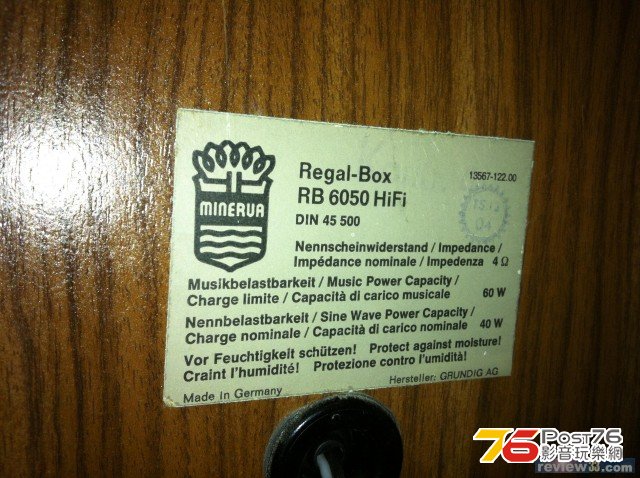 MINERVA
Regal-Box
13567-122.00
RB 6050 HiFi
DIN 45 500
Nennscheinwiderstand / Impedance /
Impédance nominale / Impedenza 4 Ω
Musikbelastbarkeit / Music Power Capacity /
Charge limite / Capacità di carico musicale 60 W
Nennbelastbarkeit / Sine Wave Power Capacity /
Charge nominale / Capacità di carico nominale 40 W
Vor Feuchtigkeit schützen! Protect against moisture!
Craint l'humidité! Protezione contro l'umidità!
Made in Germany
Hersteller: GRUNDIG AG
76 Post76
影音玩樂網
review33.com